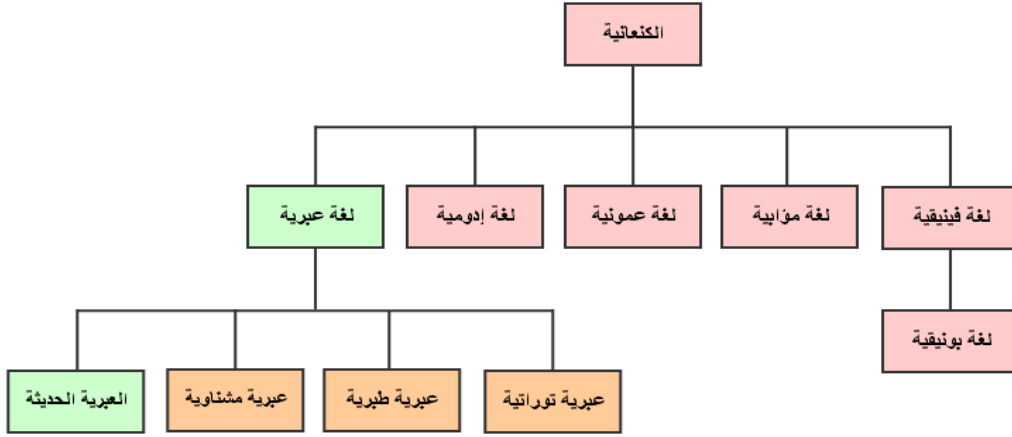 الكنعانية
لغة فينيقية
لغة مؤابية
لغة عمونية
لغة إدومية
لغة عبرية
لغة بونيقية
عبرية توراتية
عبرية طبرية
عبرية مشناوية
العبرية الحديثة